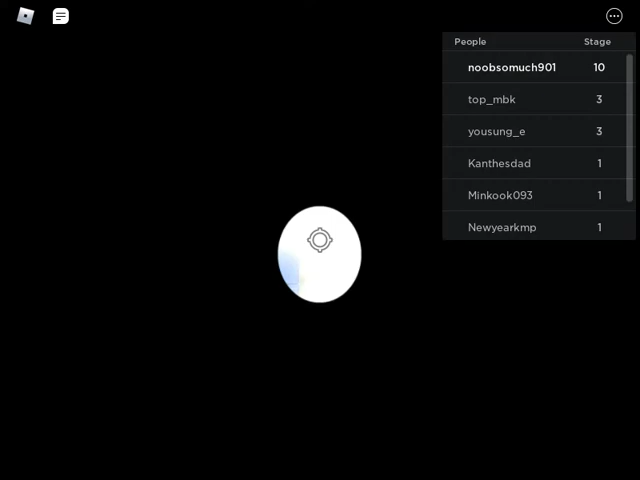 People Stage
noobsomuch901 10
top_mbk 3
yousung_e 3
Kanthesdad 1
Minkook093 1
Newyearkmp 1